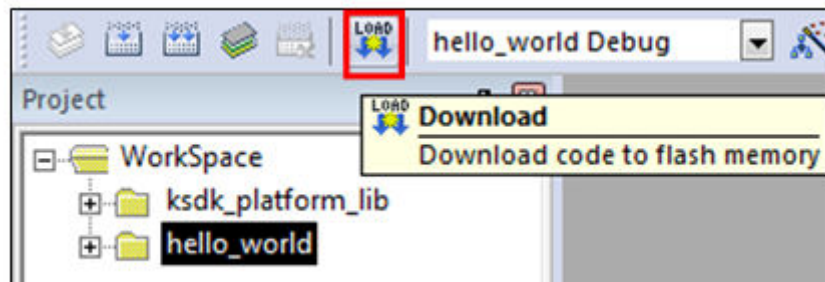 LOAD
hello_world Debug
Project
LOAD Download
Download code to flash memory
WorkSpace
ksdk_platform_lib
hello_world